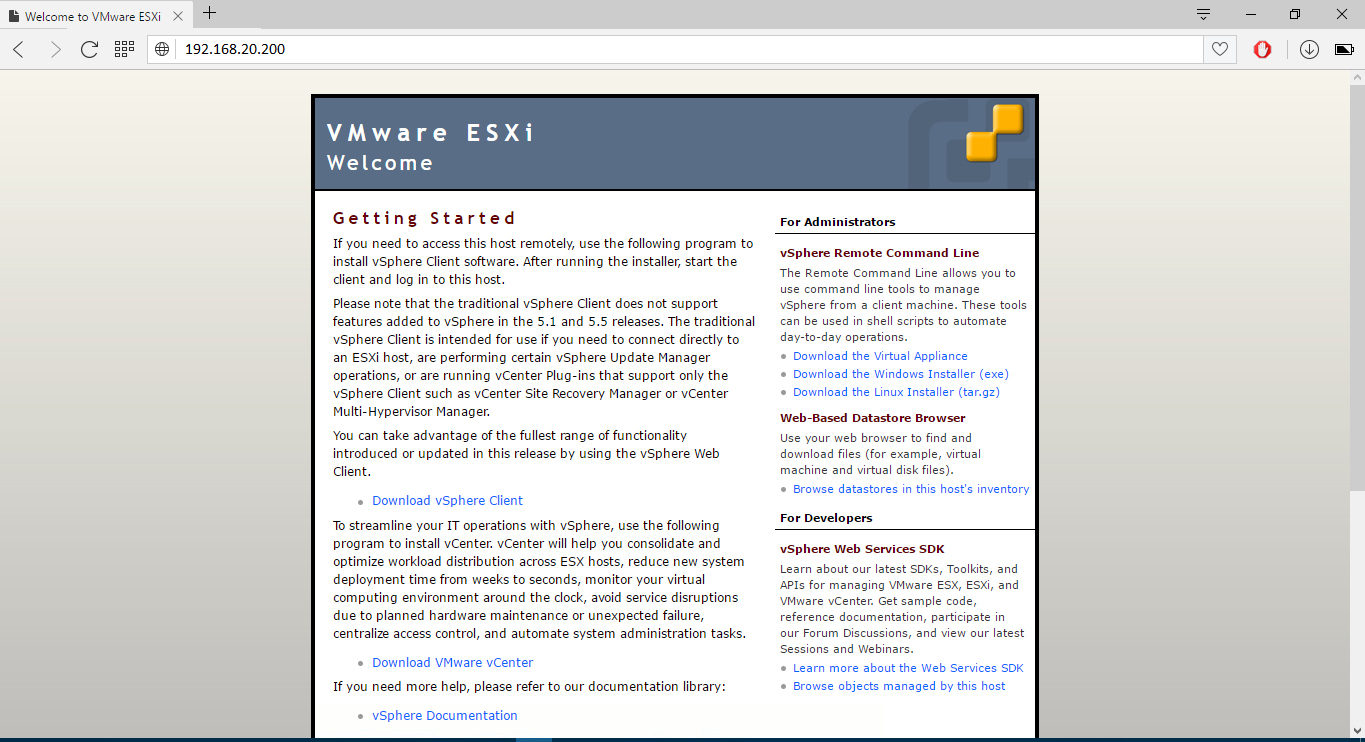 Welcome to VMware ESXi
192.168.20.200
VMware ESXi
Welcome
Getting Started
If you need to access this host remotely, use the following program to
install vSphere Client software. After running the installer, start the
client and log in to this host.
Please note that the traditional vSphere Client does not support
features added to vSphere in the 5.1 and 5.5 releases. The traditional
vSphere Client is intended for use if you need to connect directly to
an ESXi host, are performing certain vSphere Update Manager
operations, or are running vCenter Plug-ins that support only the
vSphere Client such as vCenter Site Recovery Manager or vCenter
Multi-Hypervisor Manager.
You can take advantage of the fullest range of functionality
introduced or updated in this release by using the vSphere Web
Client.
Download vSphere Client
To streamline your IT operations with vSphere, use the following
program to install vCenter. vCenter will help you consolidate and
optimize workload distribution across ESX hosts, reduce new system
deployment time from weeks to seconds, monitor your virtual
computing environment around the clock, avoid service disruptions
due to planned hardware maintenance or unexpected failure,
centralize access control, and automate system administration tasks.
Download VMware vCenter
If you need more help, please refer to our documentation library:
vSphere Documentation
For Administrators
vSphere Remote Command Line
The Remote Command Line allows you to
use command line tools to manage
vSphere from a client machine. These tools
can be used in shell scripts to automate
day-to-day operations.
Download the Virtual Appliance
Download the Windows Installer (exe)
Download the Linux Installer (tar.gz)
Web-Based Datastore Browser
Use your web browser to find and
download files (for example, virtual
machine and virtual disk files).
Browse datastores in this host's inventory
For Developers
vSphere Web Services SDK
Learn about our latest SDKs, Toolkits, and
APIs for managing VMware ESX, ESXi, and
VMware vCenter. Get sample code,
reference documentation, participate in
our Forum Discussions, and view our latest
Sessions and Webinars.
Learn more about the Web Services SDK
Browse objects managed by this host